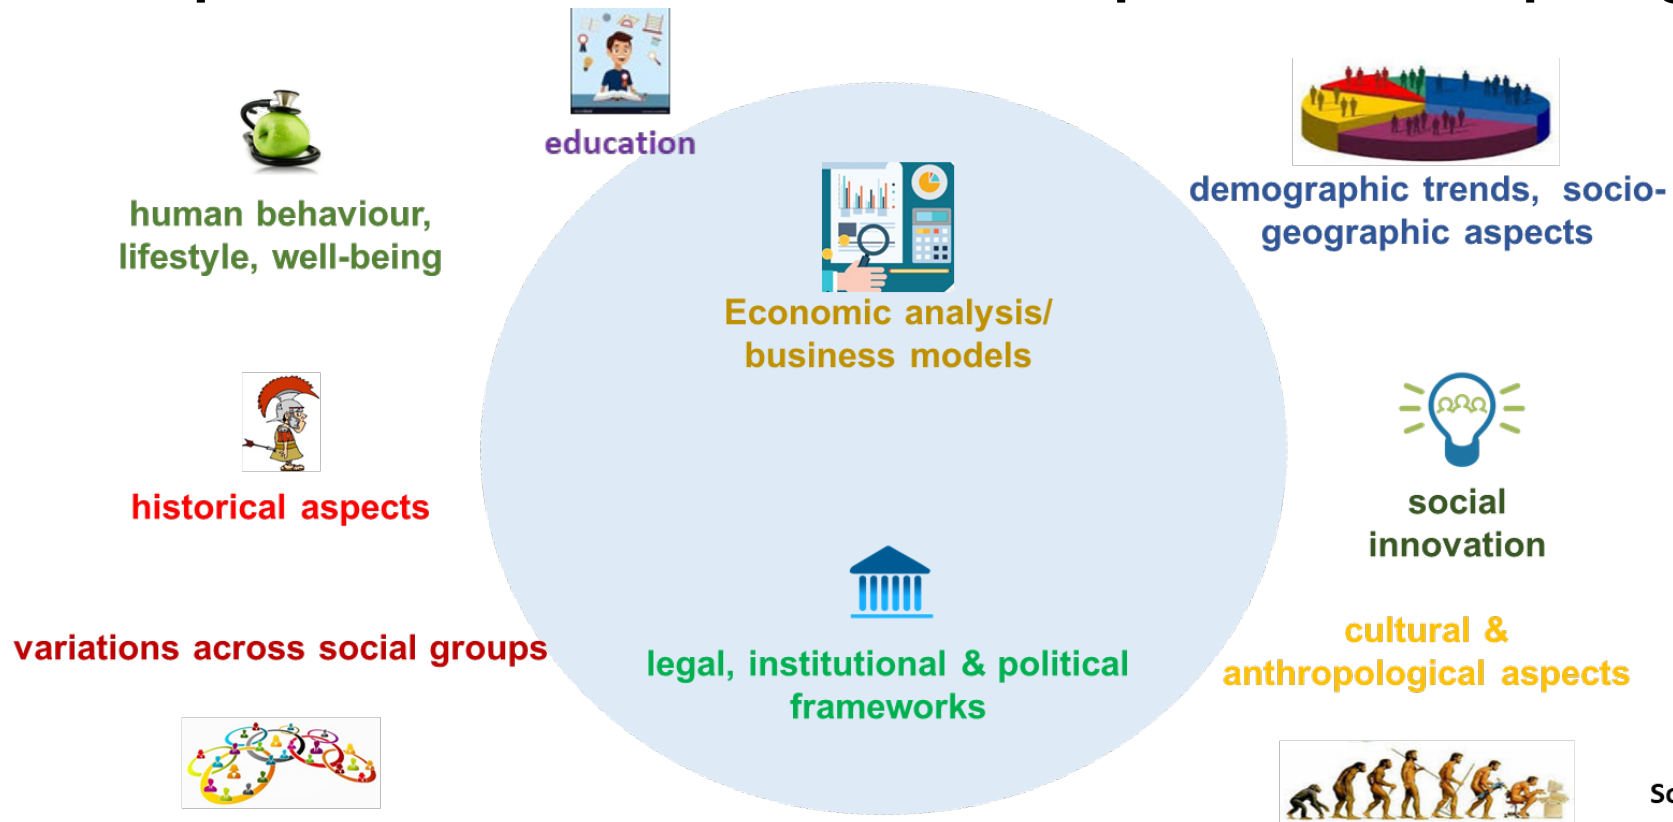 education
human behaviour,
lifestyle, well-being
demographic trends, socio-
geographic aspects
Economic analysis/
business models
historical aspects
social
innovation
variations across social groups
legal, institutional & political
frameworks
cultural &
anthropological aspects